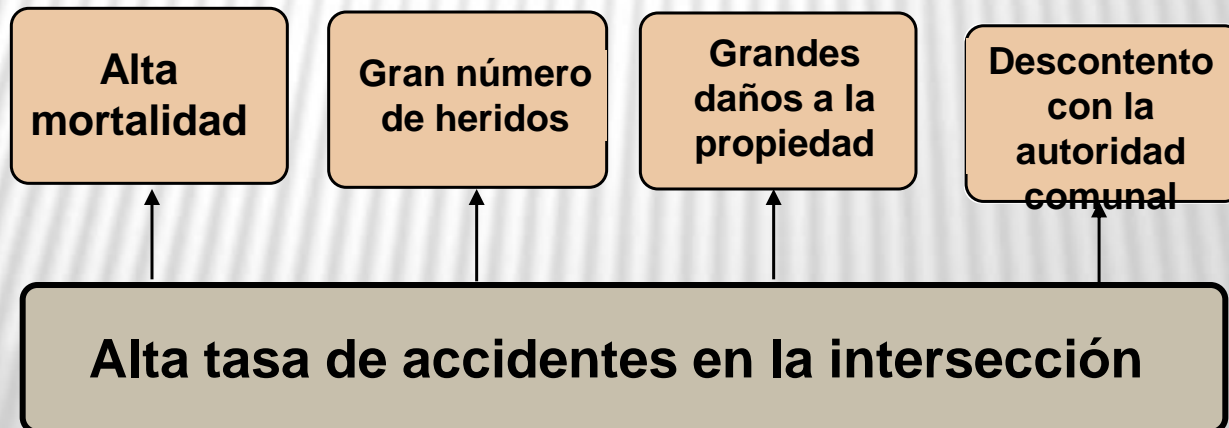 Alta
mortalidad
Gran número
de heridos
Grandes
daños a la
propiedad
Descontento
con la
autoridad
comunal
Alta tasa de accidentes en la intersección